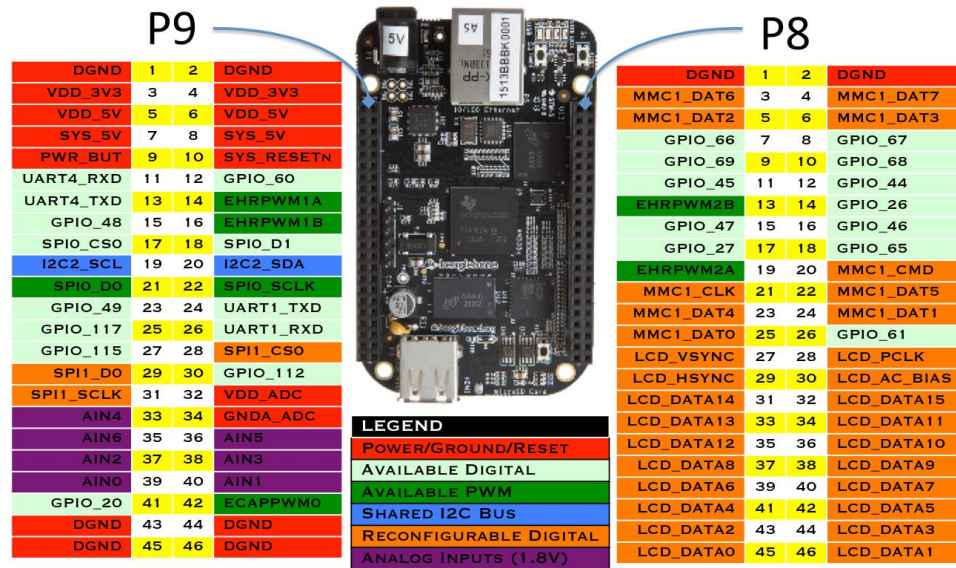 P9
P8
5V
A5
1513BBBK0001
10/100 Ethernet
beaglebone
MicroSD Card
DGND 1 2 DGND
VDD_3V3 3 4 VDD_3V3
VDD_5V 5 6 VDD_5V
SYS_5V 7 8 SYS_5V
PWR_BUT 9 10 SYS_RESETN
UART4_RXD 11 12 GPIO_60
UART4_TXD 13 14 EHRPWM1A
GPIO_48 15 16 EHRPWM1B
SPI0_CS0 17 18 SPI0_D1
I2C2_SCL 19 20 I2C2_SDA
SPI0_D0 21 22 SPI0_SCLK
GPIO_49 23 24 UART1_TXD
GPIO_117 25 26 UART1_RXD
GPIO_115 27 28 SPI1_CS0
SPI1_D0 29 30 GPIO_112
SPI1_SCLK 31 32 VDD_ADC
AIN4 33 34 GNDA_ADC
AIN6 35 36 AIN5
AIN2 37 38 AIN3
AIN0 39 40 AIN1
GPIO_20 41 42 ECAPPWM0
DGND 43 44 DGND
DGND 45 46 DGND
LEGEND
POWER/GROUND/RESET
AVAILABLE DIGITAL
AVAILABLE PWM
SHARED I2C BUS
RECONFIGURABLE DIGITAL
ANALOG INPUTS (1.8V)
DGND 1 2 DGND
MMC1_DAT6 3 4 MMC1_DAT7
MMC1_DAT2 5 6 MMC1_DAT3
GPIO_66 7 8 GPIO_67
GPIO_69 9 10 GPIO_68
GPIO_45 11 12 GPIO_44
EHRPWM2B 13 14 GPIO_26
GPIO_47 15 16 GPIO_46
GPIO_27 17 18 GPIO_65
EHRPWM2A 19 20 MMC1_CMD
MMC1_CLK 21 22 MMC1_DAT5
MMC1_DAT4 23 24 MMC1_DAT1
MMC1_DAT0 25 26 GPIO_61
LCD_VSYNC 27 28 LCD_PCLK
LCD_HSYNC 29 30 LCD_AC_BIAS
LCD_DATA14 31 32 LCD_DATA15
LCD_DATA13 33 34 LCD_DATA11
LCD_DATA12 35 36 LCD_DATA10
LCD_DATA8 37 38 LCD_DATA9
LCD_DATA6 39 40 LCD_DATA7
LCD_DATA4 41 42 LCD_DATA5
LCD_DATA2 43 44 LCD_DATA3
LCD_DATA0 45 46 LCD_DATA1